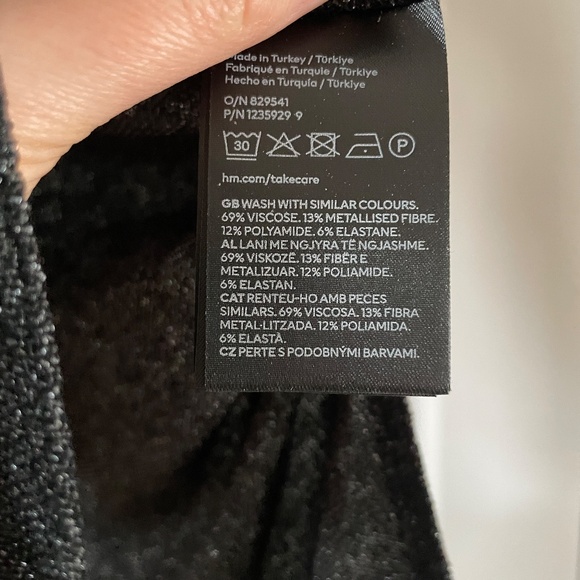 Made in Turkey / Türkiye
Fabriqué en Turquie / Türkiye
Hecho en Turquía / Türkiye
O/N 829541
P/N 1235929 9
30 P
hm.com/takecare
GB WASH WITH SIMILAR COLOURS.
69% VISCOSE. 13% METALLISED FIBRE.
12% POLYAMIDE. 6% ELASTANE.
AL LANI ME NGJYRA TË NGJASHME.
69% VISKOZË. 13% FIBËR E
METALIZUAR. 12% POLIAMIDE.
6% ELASTAN.
CAT RENTEU-HO AMB PECES
SIMILARS. 69% VISCOSA. 13% FIBRA
METAL·LITZADA. 12% POLIAMIDA.
6% ELASTÀ.
CZ PERTE S PODOBNÝMI BARVAMI.